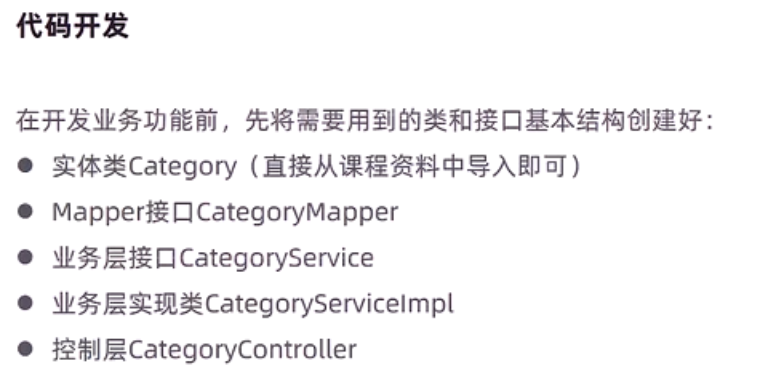 代码开发
在开发业务功能前，先将需要用到的类和接口基本结构创建好：
● 实体类Category（直接从课程资料中导入即可）
● Mapper接口CategoryMapper
● 业务层接口CategoryService
● 业务层实现类CategoryServiceImpl
● 控制层CategoryController